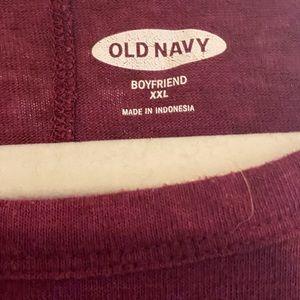 OLD NAVY
BOYFRIEND
XXL
MADE IN INDONESIA